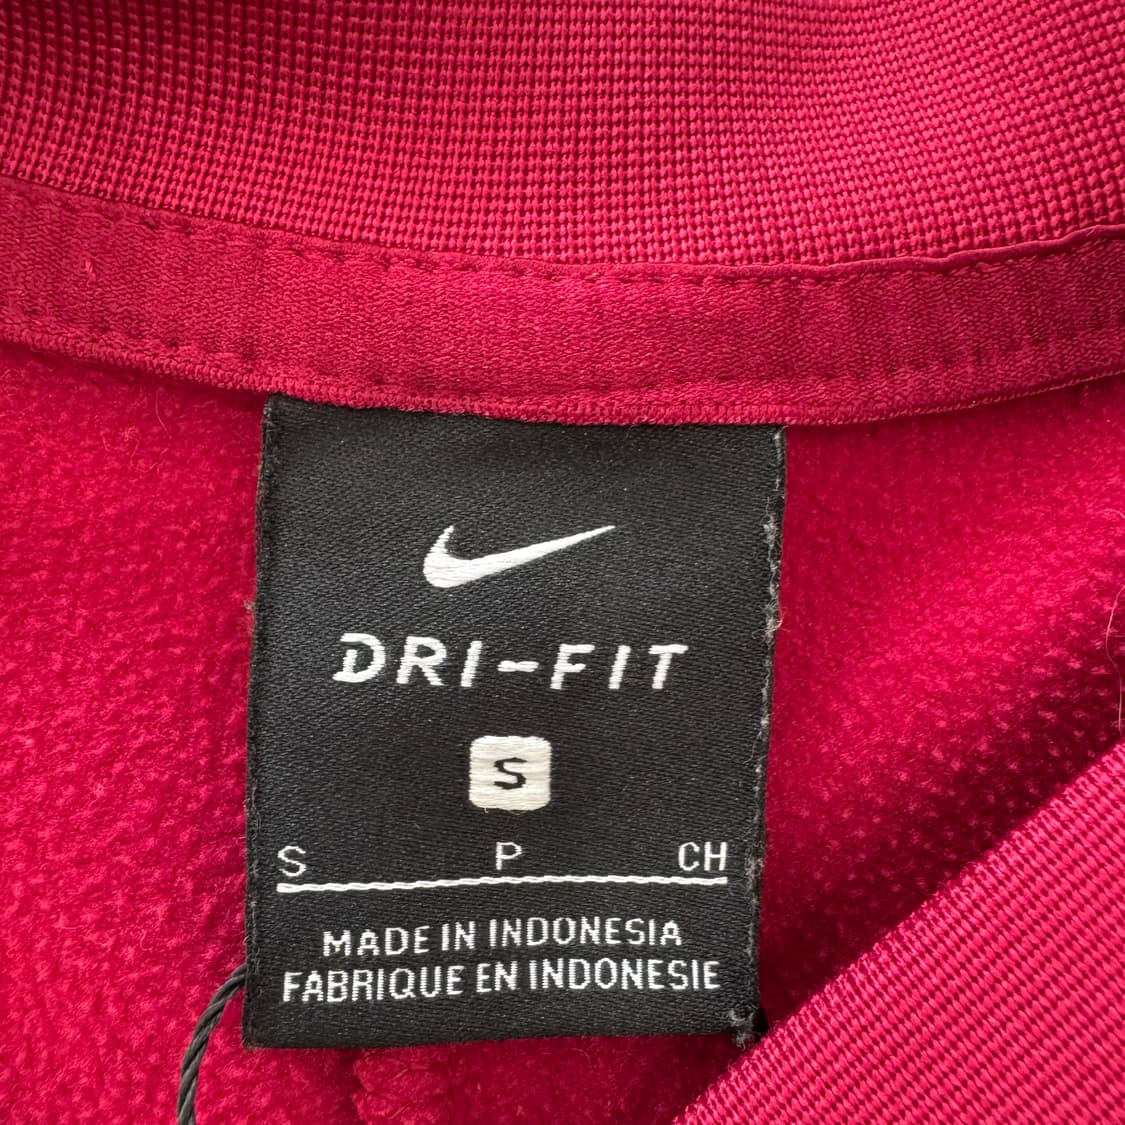 DRI-FIT
S
S P CH
MADE IN INDONESIA
FABRIQUE EN INDONESIE